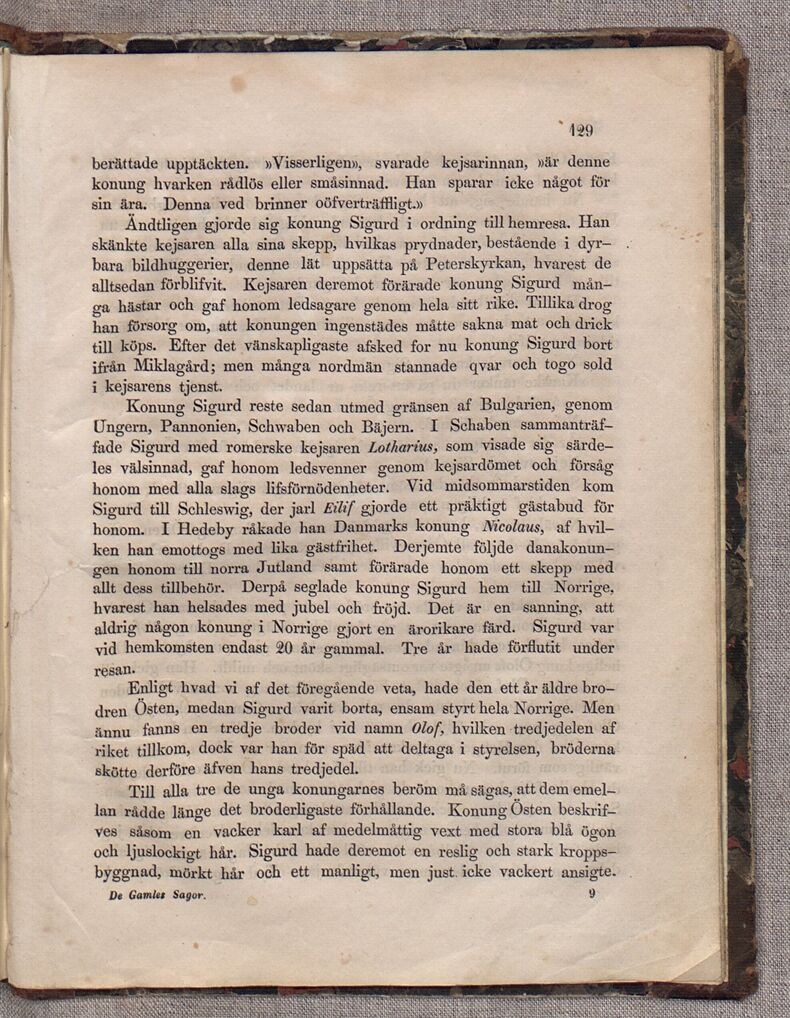 129
berättade upptäckten. »Visserligen», svarade kejsarinnan, »är denne
konung hvarken rådlös eller småsinnad. Han sparar icke något för
sin ära. Denna ved brinner oöfverträffligt.»
Ändtligen gjorde sig konung Sigurd i ordning till hemresa. Han
skänkte kejsaren alla sina skepp, hvilkas prydnader, bestående i dyr-
bara bildhuggerier, denne lät uppsätta på Peterskyrkan, hvarest de
alltsedan förblifvit. Kejsaren deremot förärade konung Sigurd mån-
ga hästar och gaf honom ledsagare genom hela sitt rike. Tillika drog
han försorg om, att konungen ingenstädes måtte sakna mat och drick
till köps. Efter det vänskapligaste afsked for nu konung Sigurd bort
ifrån Miklagård; men många nordmän stannade qvar och togo sold
i kejsarens tjenst.
Konung Sigurd reste sedan utmed gränsen af Bulgarien, genom
Ungern, Pannonien, Schwaben och Bäjern. I Schaben sammanträf-
fade Sigurd med romerske kejsaren Lotharius, som visade sig särde-
les välsinnad, gaf honom ledsvenner genom kejsardömet och försåg
honom med alla slags lifsförnödenheter. Vid midsommarstiden kom
Sigurd till Schleswig, der jarl Eilif gjorde ett präktigt gästabud för
honom. I Hedeby råkade han Danmarks konung Nicolaus, af hvil-
ken han emottogs med lika gästfrihet. Derjemte följde danakonun-
gen honom till norra Jutland samt förärade honom ett skepp med
allt dess tillbehör. Derpå seglade konung Sigurd hem till Norrige,
hvarest han helsades med jubel och fröjd. Det är en sanning, att
aldrig någon konung i Norrige gjort en ärorikare färd. Sigurd var
vid hemkomsten endast 20 år gammal. Tre år hade förflutit under
resan.
Enligt hvad vi af det föregående veta, hade den ett år äldre bro-
dren Östen, medan Sigurd varit borta, ensam styrt hela Norrige. Men
ännu fanns en tredje broder vid namn Olof, hvilken tredjedelen af
riket tillkom, dock var han för späd att deltaga i styrelsen, bröderna
skötte derföre äfven hans tredjedel.
Till alla tre de unga konungarnes beröm må sägas, att dem emel-
lan rådde länge det broderligaste förhållande. Konung Östen beskrif-
ves såsom en vacker karl af medelmåttig vext med stora blå ögon
och ljuslockigt hår. Sigurd hade deremot en reslig och stark kropps-
byggnad, mörkt hår och ett manligt, men just icke vackert ansigte.
De Gamles Sagor. 9